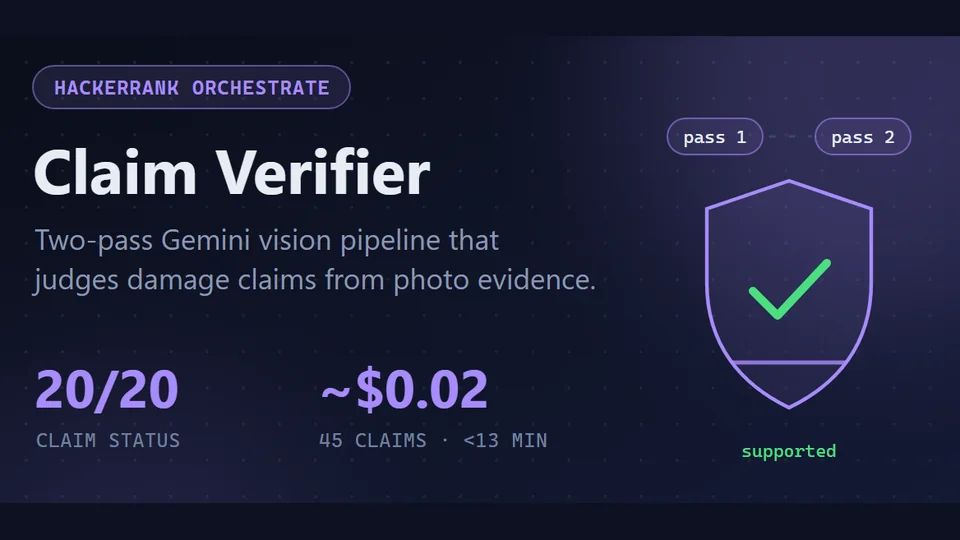 HACKERRANK ORCHESTRATE
Claim Verifier
Two-pass Gemini vision pipeline that
judges damage claims from photo evidence.
20/20
CLAIM STATUS
~$0.02
45 CLAIMS · <13 MIN
pass 1
pass 2
supported